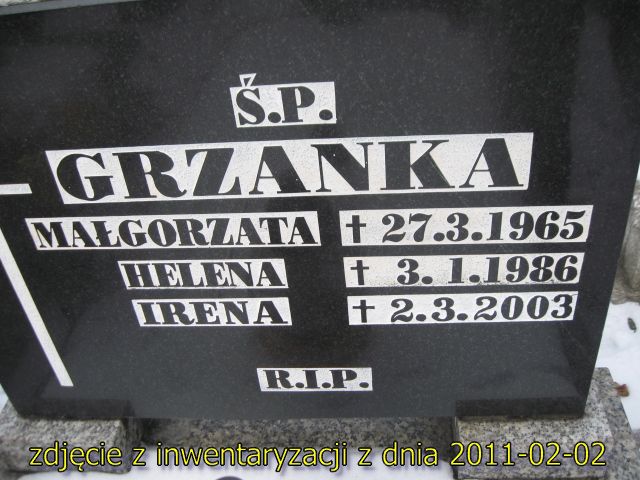 Ś.P.
GRZANKA
MAŁGORZATA † 27.3.1965
HELENA † 3.1.1986
IRENA † 2.3.2003
R.I.P.
zdjęcie z inwentaryzacji z dnia 2011-02-02